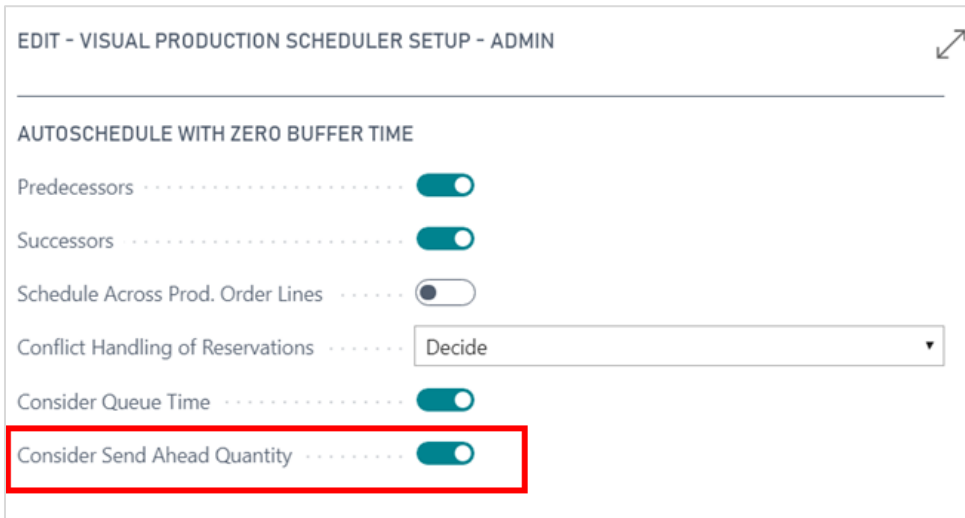 EDIT - VISUAL PRODUCTION SCHEDULER SETUP - ADMIN
AUTOSCHEDULE WITH ZERO BUFFER TIME
Predecessors
Successors
Schedule Across Prod. Order Lines
Conflict Handling of Reservations Decide
Consider Queue Time
Consider Send Ahead Quantity